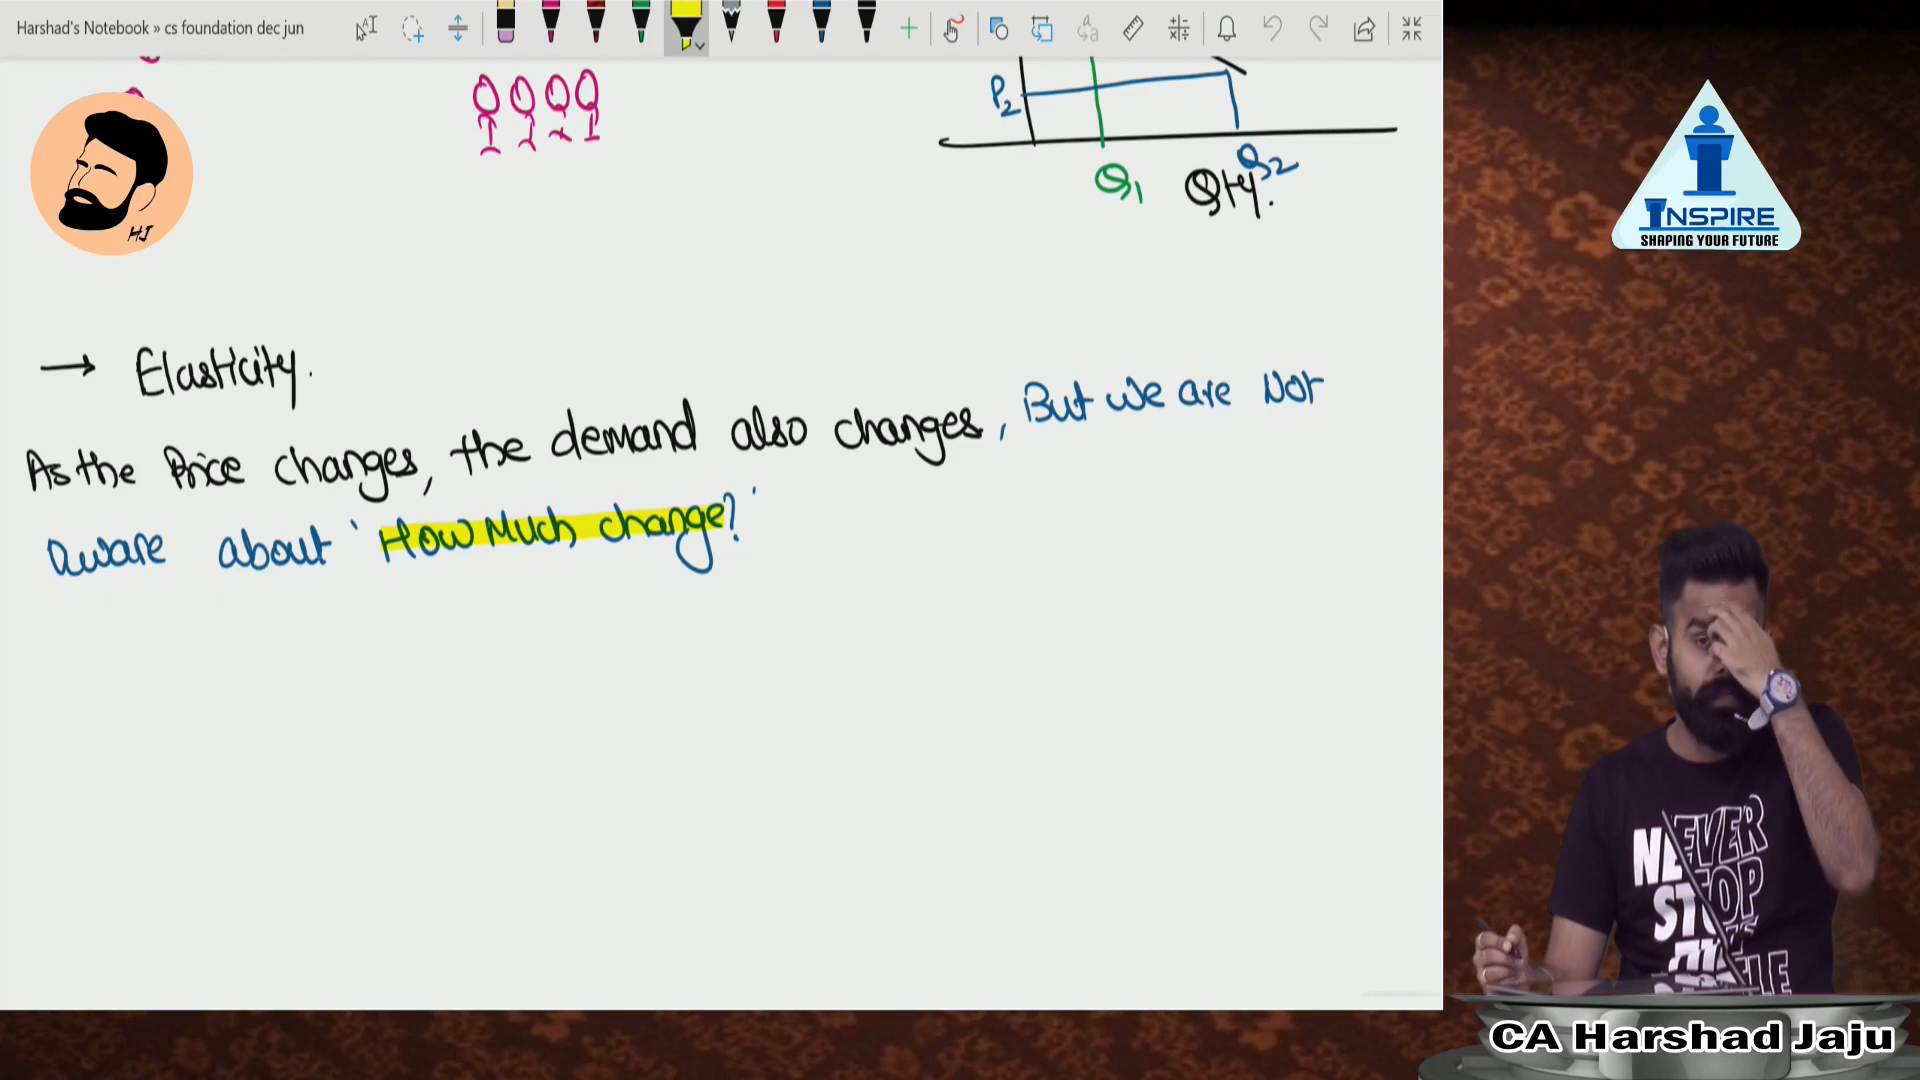 Harshad's Notebook » cs foundation dec jun
P2
Q1
Q2
Qty.
HJ
INSPIRE
SHAPING YOUR FUTURE
→ Elasticity.
As the Price changes, the demand also changes, But we are Not
aware about 'How Much change?'
NEVER
STOP
CA Harshad Jaju